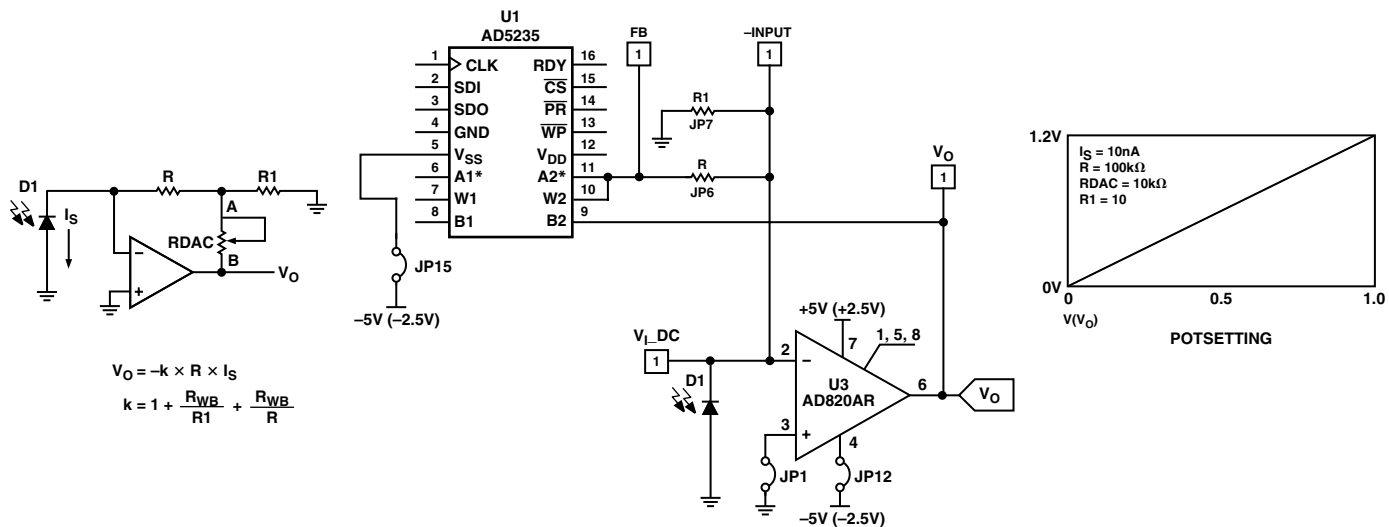 D1
R
R1
A
I_S
RDAC
B
−
+
V_O
V_O = −k × R × I_S
k = 1 + R_WB/R1 + R_WB/R
U1
AD5235
1 CLK RDY 16
2 SDI C̅S̅ 15
3 SDO P̅R̅ 14
4 GND W̅P̅ 13
5 V_SS V_DD 12
6 A1* A2* 11
7 W1 W2 10
8 B1 B2 9
JP15
−5V (−2.5V)
FB
1
−INPUT
1
R1
JP7
R
JP6
V_O
1
V_I_DC
1
D1
+5V (+2.5V)
7
1, 5, 8
2 −
U3
AD820AR
6
V_O
3 +
4
JP1
JP12
−5V (−2.5V)
1.2V
I_S = 10nA
R = 100kΩ
RDAC = 10kΩ
R1 = 10
0V
0 0.5 1.0
V(V_O)
POTSETTING